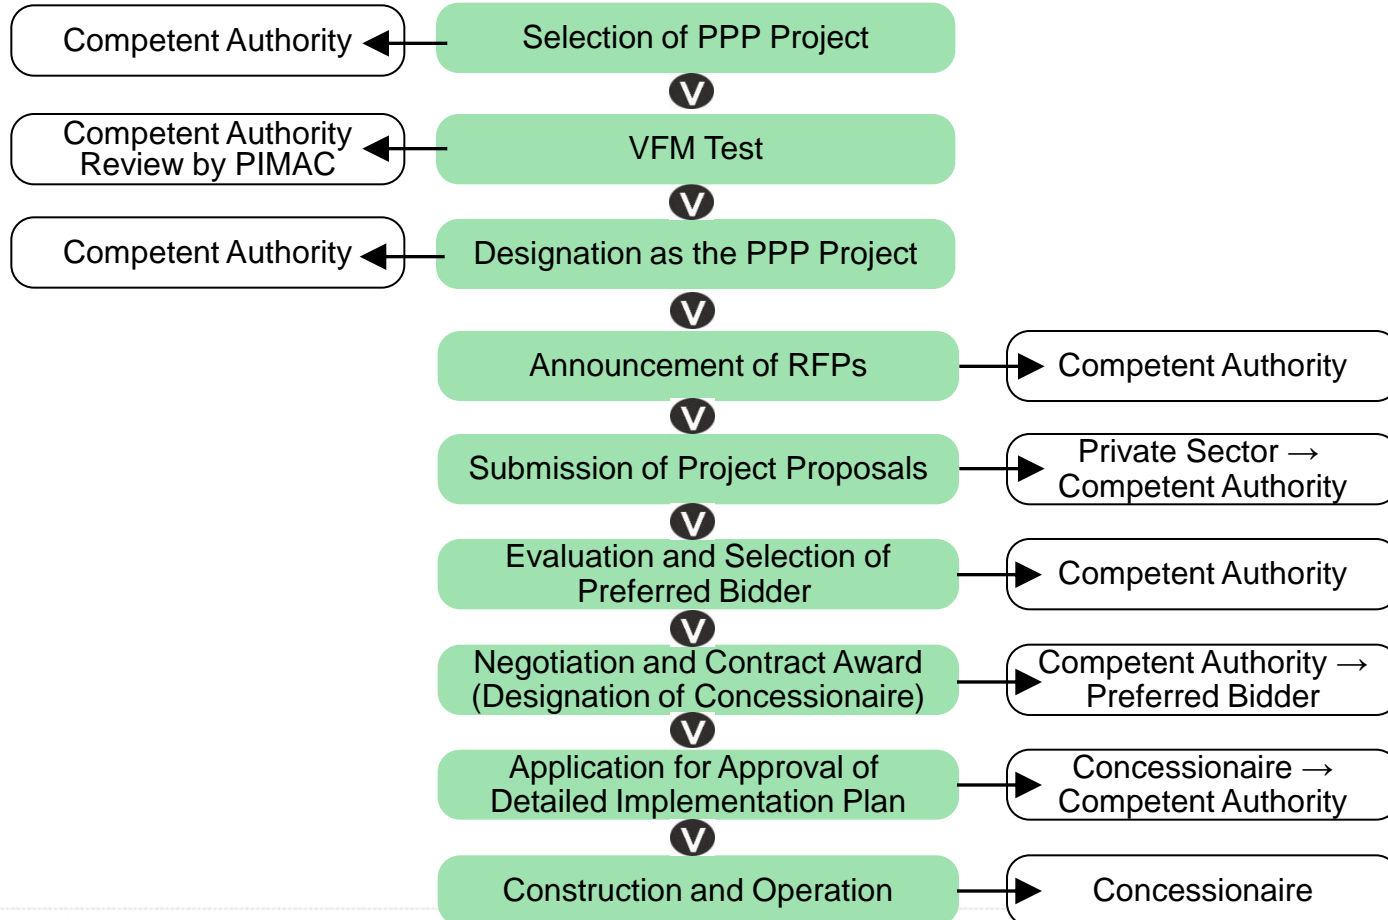 Competent Authority
Selection of PPP Project
V
Competent Authority
Review by PIMAC
VFM Test
V
Competent Authority
Designation as the PPP Project
V
Announcement of RFPs
Competent Authority
V
Submission of Project Proposals
Private Sector →
Competent Authority
V
Evaluation and Selection of
Preferred Bidder
Competent Authority
V
Negotiation and Contract Award
(Designation of Concessionaire)
Competent Authority →
Preferred Bidder
V
Application for Approval of
Detailed Implementation Plan
Concessionaire →
Competent Authority
V
Construction and Operation
Concessionaire